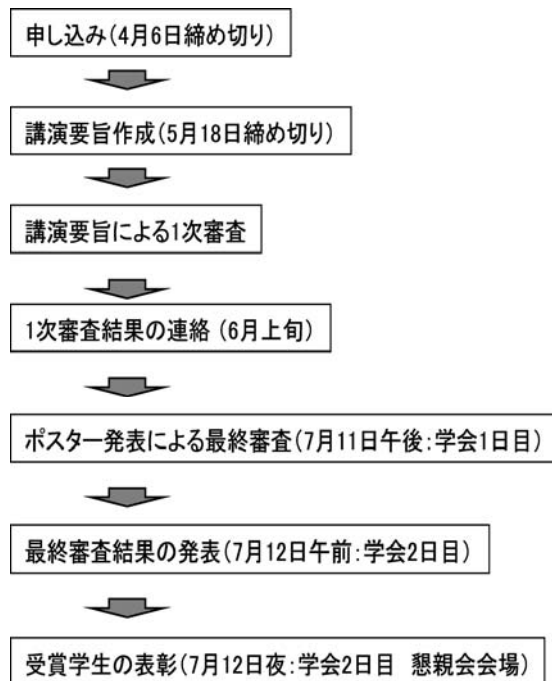 申し込み(4月6日締め切り)
講演要旨作成(5月18日締め切り)
講演要旨による1次審査
1次審査結果の連絡 (6月上旬)
ポスター発表による最終審査(7月11日午後:学会1日目)
最終審査結果の発表(7月12日午前:学会2日目)
受賞学生の表彰(7月12日夜:学会2日目 懇親会会場)